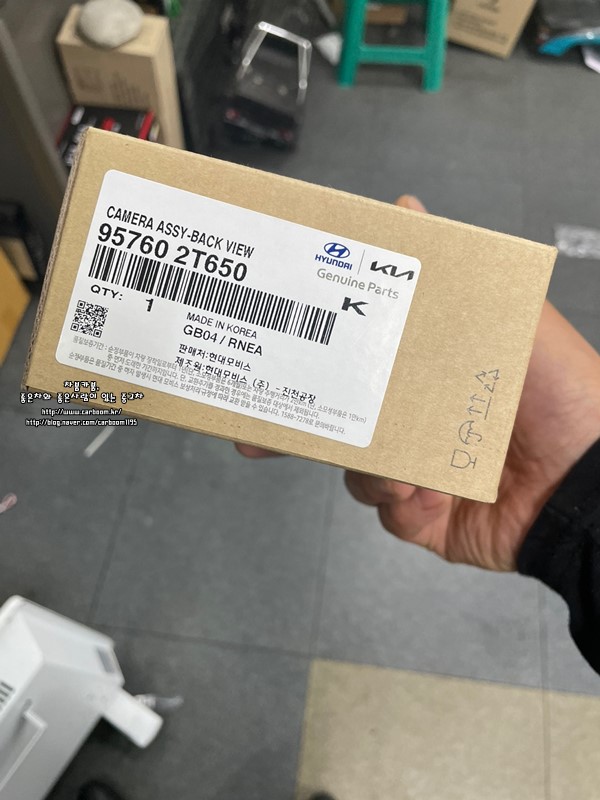 CAMERA ASSY-BACK VIEW
95760 2T650
HYUNDAI
KIA
Genuine Parts
K
QTY: 1
MADE IN KOREA
GB04 / RNEA
판매처:현대모비스
제조원:현대모비스 (주) - 진천공장
차붐카붐,
좋은차와 좋은사람이 있는 중고차
http://www.carboom.kr/
http://blog.naver.com/carboom1195